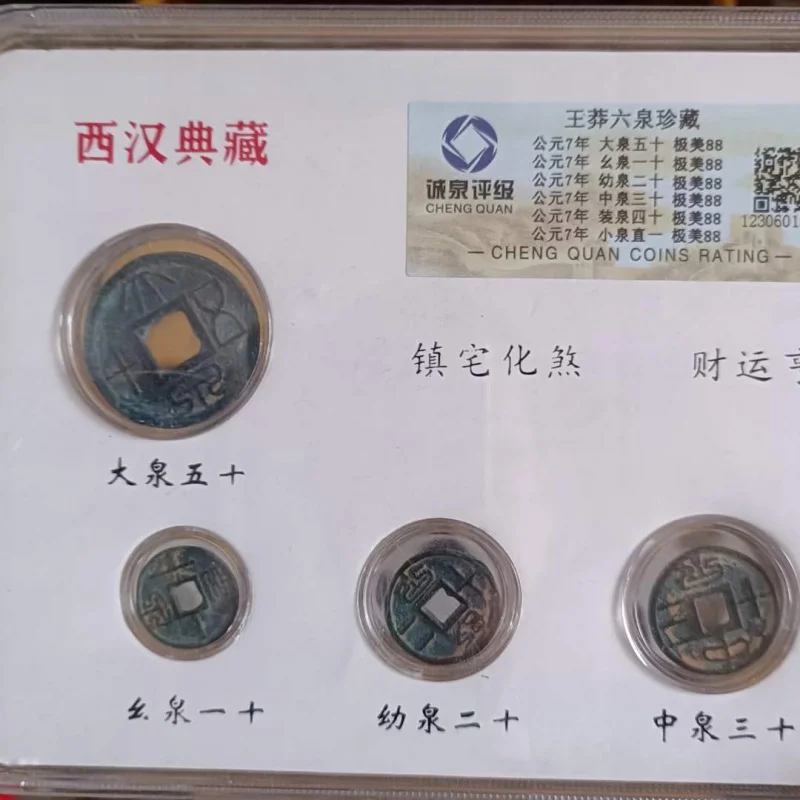 西汉典藏
王莽六泉珍藏
公元7年 大泉五十 极美88
公元7年 幺泉一十 极美88
公元7年 幼泉二十 极美88
公元7年 中泉三十 极美88
公元7年 装泉四十 极美88
公元7年 小泉直一 极美88
诚泉评级
CHENG QUAN
1230601
— CHENG QUAN COINS RATING —
镇宅化煞
财运亨
大泉五十
幺泉一十
幼泉二十
中泉三十